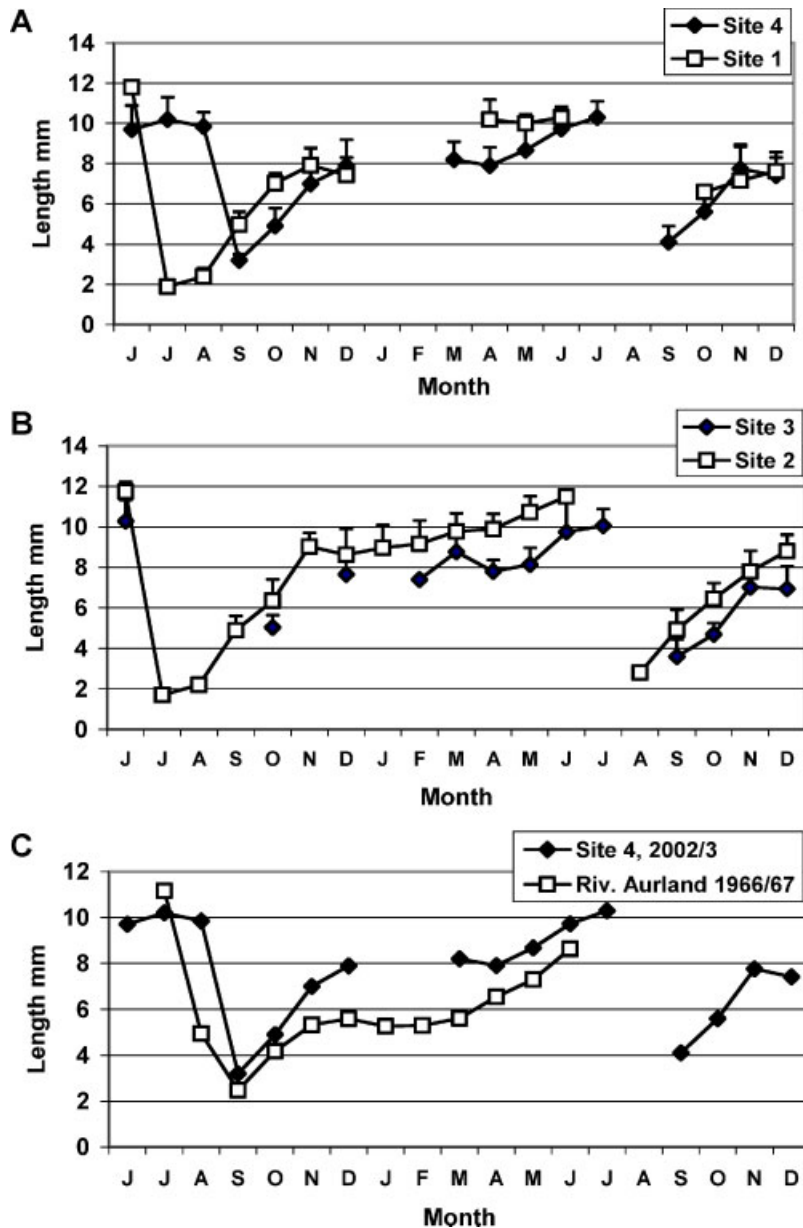 A
Site 4
Site 1
Length mm
14
12
10
8
6
4
2
0
J J A S O N D J F M A M J J A S O N D
Month
B
Site 3
Site 2
Length mm
14
12
10
8
6
4
2
0
J J A S O N D J F M A M J J A S O N D
Month
C
Site 4, 2002/3
Riv. Aurland 1966/67
Length mm
12
10
8
6
4
2
0
J J A S O N D J F M A M J J A S O N D
Month